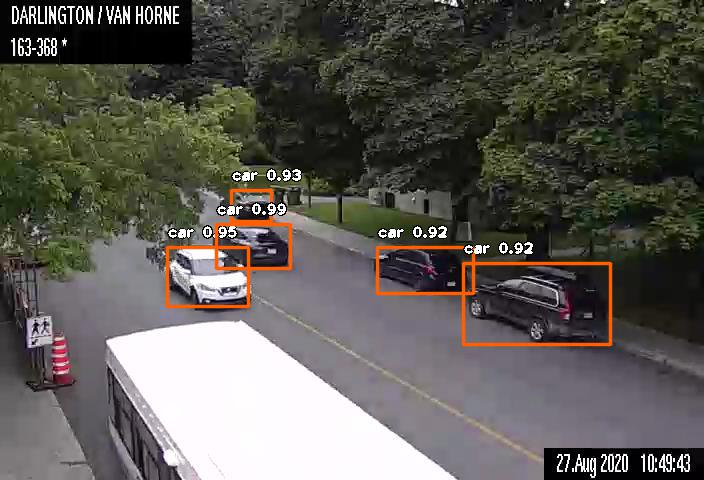 DARLINGTON / VAN HORNE
163-368 *
car 0.93
car 0.99
car 0.95
car 0.92
car 0.92
27.Aug 2020 10:49:43